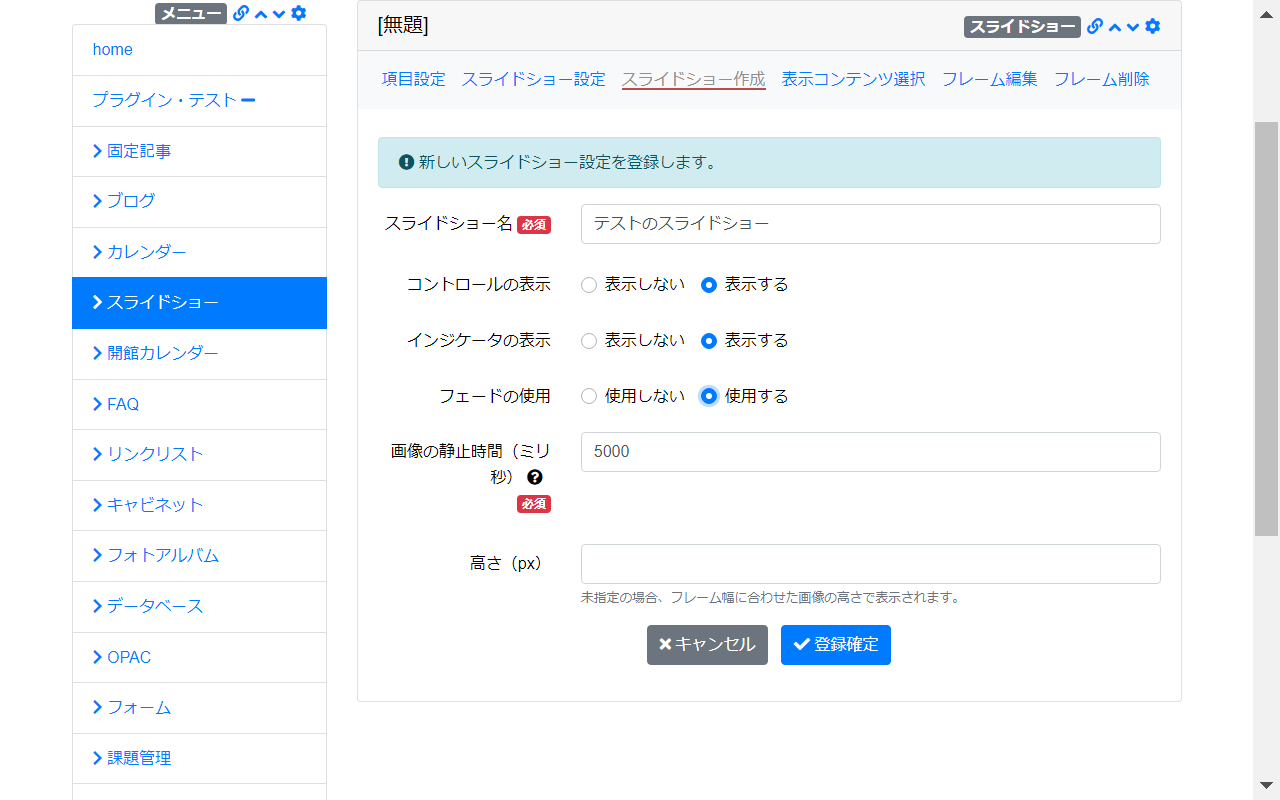 メニュー
home
プラグイン・テスト
固定記事
ブログ
カレンダー
スライドショー
開館カレンダー
FAQ
リンクリスト
キャビネット
フォトアルバム
データベース
OPAC
フォーム
課題管理
[無題]
スライドショー
項目設定 スライドショー設定 スライドショー作成 表示コンテンツ選択 フレーム編集 フレーム削除
新しいスライドショー設定を登録します。
スライドショー名 必須 テストのスライドショー
コントロールの表示 表示しない 表示する
インジケータの表示 表示しない 表示する
フェードの使用 使用しない 使用する
画像の静止時間（ミリ 5000
秒）
必須
高さ（px）
未指定の場合、フレーム幅に合わせた画像の高さで表示されます。
キャンセル 登録確定